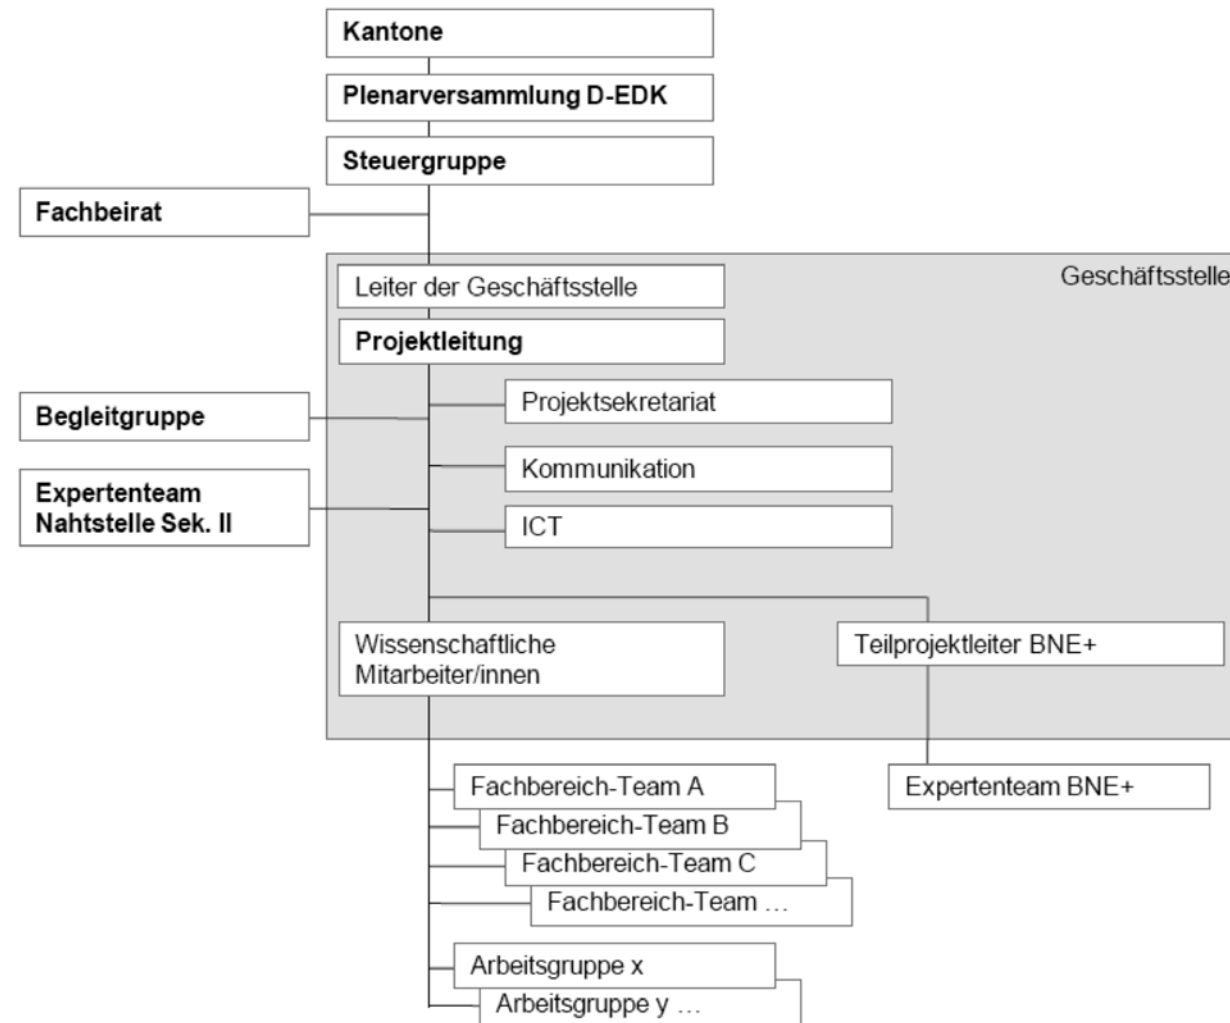 Kantone
Plenarversammlung D-EDK
Steuergruppe
Fachbeirat
Geschäftsstelle
Leiter der Geschäftsstelle
Projektleitung
Projektsekretariat
Begleitgruppe
Kommunikation
Expertenteam
Nahtstelle Sek. II
ICT
Wissenschaftliche
Mitarbeiter/innen
Teilprojektleiter BNE+
Fachbereich-Team A
Expertenteam BNE+
Fachbereich-Team B
Fachbereich-Team C
Fachbereich-Team …
Arbeitsgruppe x
Arbeitsgruppe y …